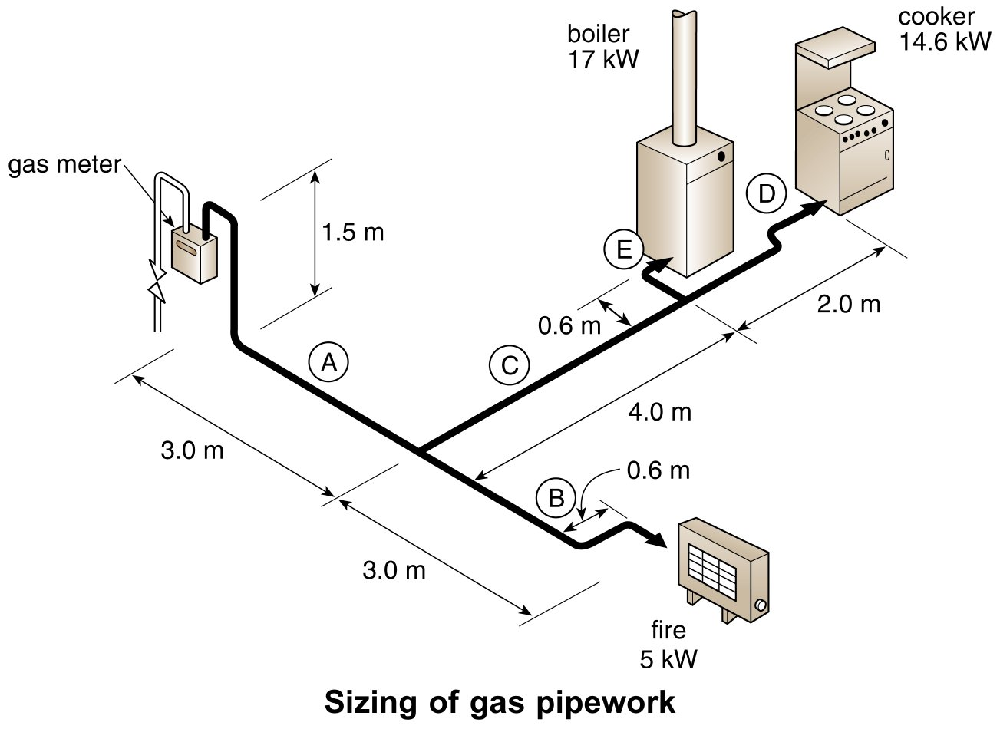 cooker
14.6 kW
boiler
17 kW
gas meter
1.5 m
D
E
0.6 m
2.0 m
A
C
4.0 m
3.0 m
0.6 m
B
3.0 m
fire
5 kW
Sizing of gas pipework
C